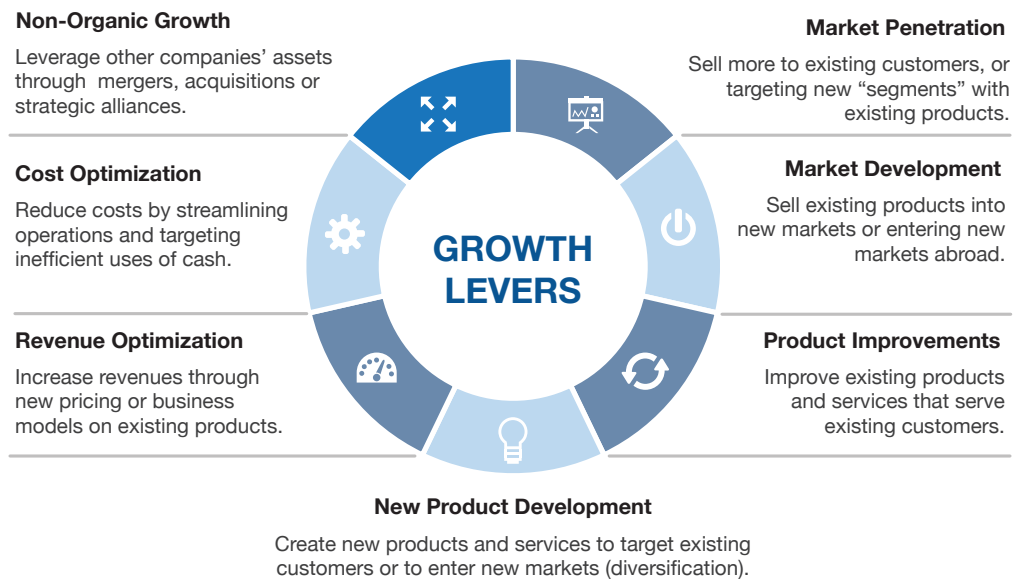 Non-Organic Growth
Leverage other companies’ assets
through mergers, acquisitions or
strategic alliances.
Cost Optimization
Reduce costs by streamlining
operations and targeting
inefficient uses of cash.
Revenue Optimization
Increase revenues through
new pricing or business
models on existing products.
GROWTH
LEVERS
Market Penetration
Sell more to existing customers, or
targeting new “segments” with
existing products.
Market Development
Sell existing products into
new markets or entering new
markets abroad.
Product Improvements
Improve existing products
and services that serve
existing customers.
New Product Development
Create new products and services to target existing
customers or to enter new markets (diversification).